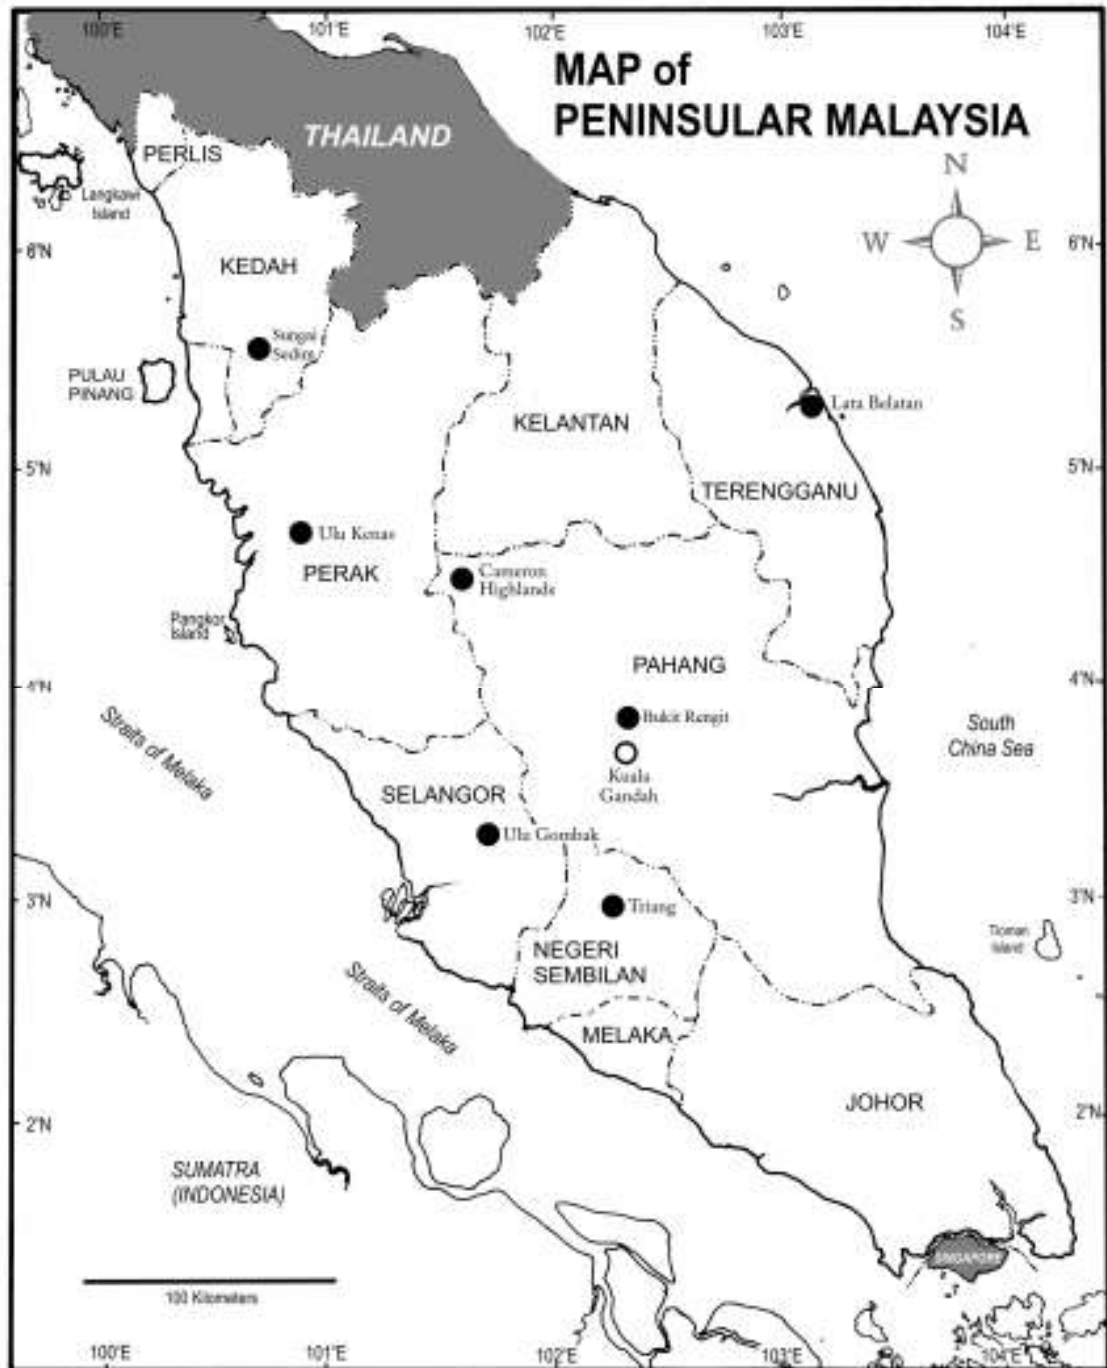 100°E
101°E
102°E
103°E
104°E
MAP of
PENINSULAR MALAYSIA
THAILAND
PERLIS
N
W
E
S
Langkawi
Island
6°N
6°N
KEDAH
Sungai
Sedim
PULAU
PINANG
Lata Belatan
KELANTAN
5°N
5°N
TERENGGANU
Ulu Kenas
PERAK
Cameron
Highlands
Pangkor
Island
PAHANG
4°N
4°N
Bukit Rengit
South
China Sea
Straits of Melaka
Kuala
Gandah
SELANGOR
Ulu Gombak
3°N
3°N
Titang
Tioman
Island
NEGERI
SEMBILAN
Straits of Melaka
MELAKA
JOHOR
2°N
2°N
SUMATRA
(INDONESIA)
SINGAPORE
100 Kilometers
100°E
101°E
102°E
103°E
104°E